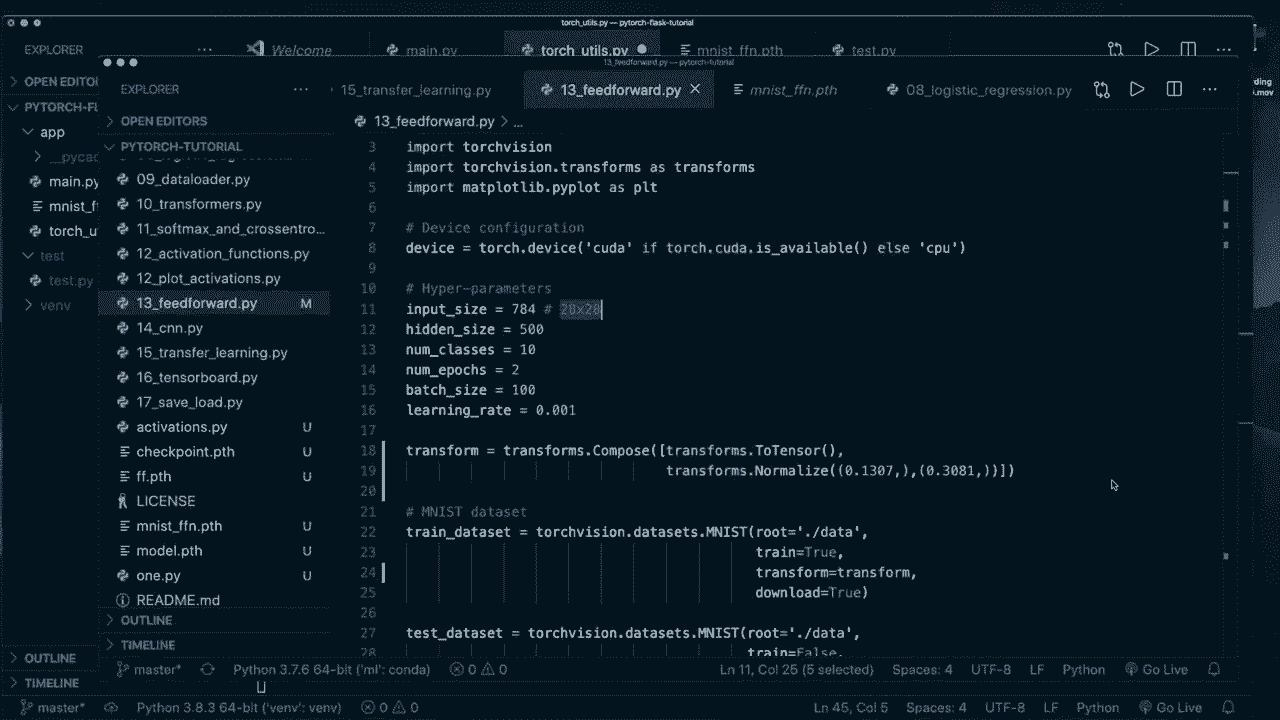 torch_utils.py — pytorch-flask-tutorial
EXPLORER
Welcome
main.py
torch_utils.py
mnist_ffn.pth
test.py
OPEN EDITO
PYTORCH-FL
app
__pycac
main.py
mnist_f
torch_u
test
test.py
venv
OUTLINE
TIMELINE
master*
Python 3.8.3 64-bit ('venv': venv)
0 0
Ln 45, Col 5
Spaces: 4
UTF-8
LF
Python
Go Live
13_feedforward.py — pytorch-tutorial
EXPLORER
15_transfer_learning.py
13_feedforward.py
mnist_ffn.pth
08_logistic_regression.py
OPEN EDITORS
PYTORCH-TUTORIAL
09_dataloader.py
10_transformers.py
11_softmax_and_crossentro...
12_activation_functions.py
12_plot_activations.py
13_feedforward.py M
14_cnn.py
15_transfer_learning.py
16_tensorboard.py
17_save_load.py
activations.py U
checkpoint.pth U
ff.pth U
LICENSE
mnist_ffn.pth U
model.pth U
one.py U
README.md
OUTLINE
TIMELINE
13_feedforward.py > ...
3 import torchvision
4 import torchvision.transforms as transforms
5 import matplotlib.pyplot as plt
6
7 # Device configuration
8 device = torch.device('cuda' if torch.cuda.is_available() else 'cpu')
9
10 # Hyper-parameters
11 input_size = 784 # 28x28
12 hidden_size = 500
13 num_classes = 10
14 num_epochs = 2
15 batch_size = 100
16 learning_rate = 0.001
17
18 transform = transforms.Compose([transforms.ToTensor(),
19 transforms.Normalize((0.1307,),(0.3081,))])
20
21 # MNIST dataset
22 train_dataset = torchvision.datasets.MNIST(root='./data',
23 train=True,
24 transform=transform,
25 download=True)
26
27 test_dataset = torchvision.datasets.MNIST(root='./data',
28 train=False,
master*
Python 3.7.6 64-bit ('ml': conda)
0 0
Ln 11, Col 25 (5 selected)
Spaces: 4
UTF-8
LF
Python
Go Live
ding
.mov